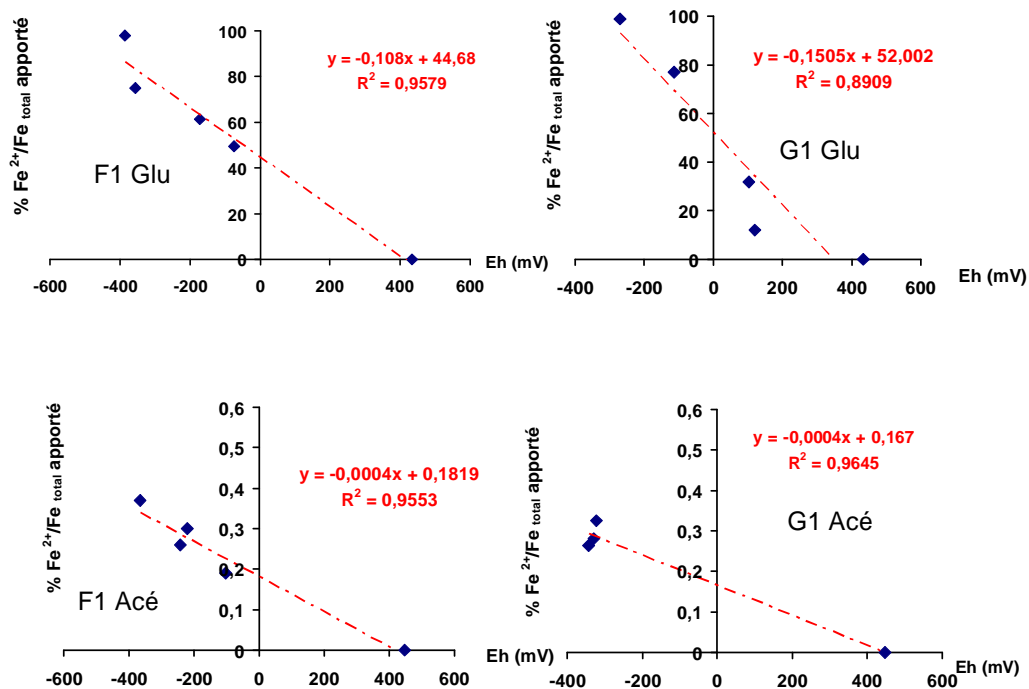 % Fe 2+/Fe total apporté
100
80
60
40
20
0
-600 -400 -200 0 200 400 600
Eh (mV)
y = -0,108x + 44,68
R2 = 0,9579
F1 Glu
% Fe 2+/Fe total apporté
100
80
60
40
20
0
-400 -200 0 200 400 600
Eh (mV)
y = -0,1505x + 52,002
R2 = 0,8909
G1 Glu
% Fe 2+/Fe total apporté
0,6
0,5
0,4
0,3
0,2
0,1
0
-600 -400 -200 0 200 400 600
Eh (mV)
y = -0,0004x + 0,1819
R2 = 0,9553
F1 Acé
% Fe 2+/Fe total apporté
0,6
0,5
0,4
0,3
0,2
0,1
0
-400 -200 0 200 400 600
Eh (mV)
y = -0,0004x + 0,167
R2 = 0,9645
G1 Acé